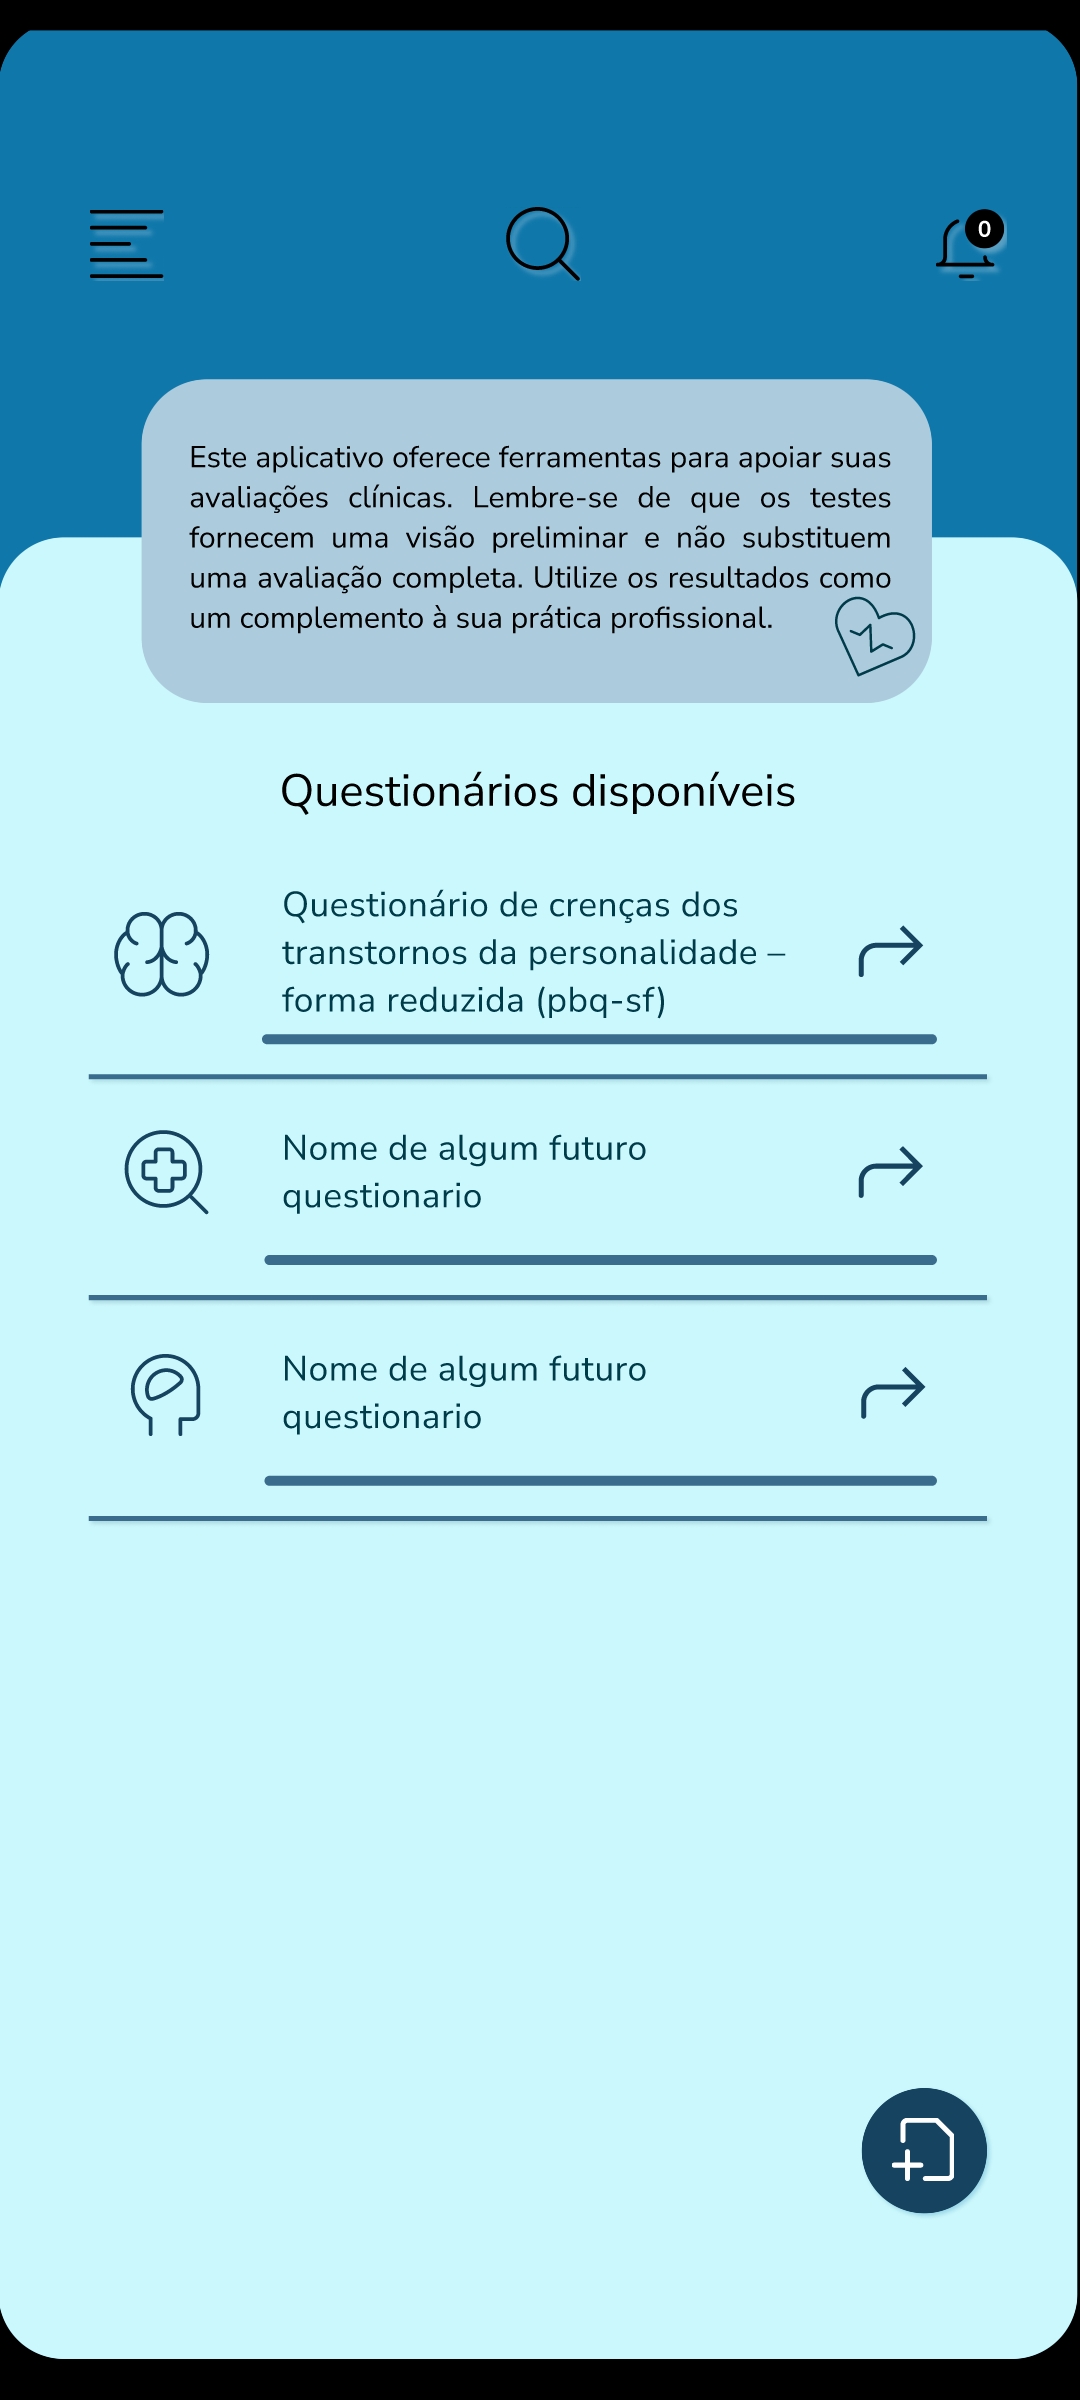 0
Este aplicativo oferece ferramentas para apoiar suas
avaliações clínicas. Lembre-se de que os testes
fornecem uma visão preliminar e não substituem
uma avaliação completa. Utilize os resultados como
um complemento à sua prática profissional.
Questionários disponíveis
Questionário de crenças dos
transtornos da personalidade –
forma reduzida (pbq-sf)
Nome de algum futuro
questionario
Nome de algum futuro
questionario